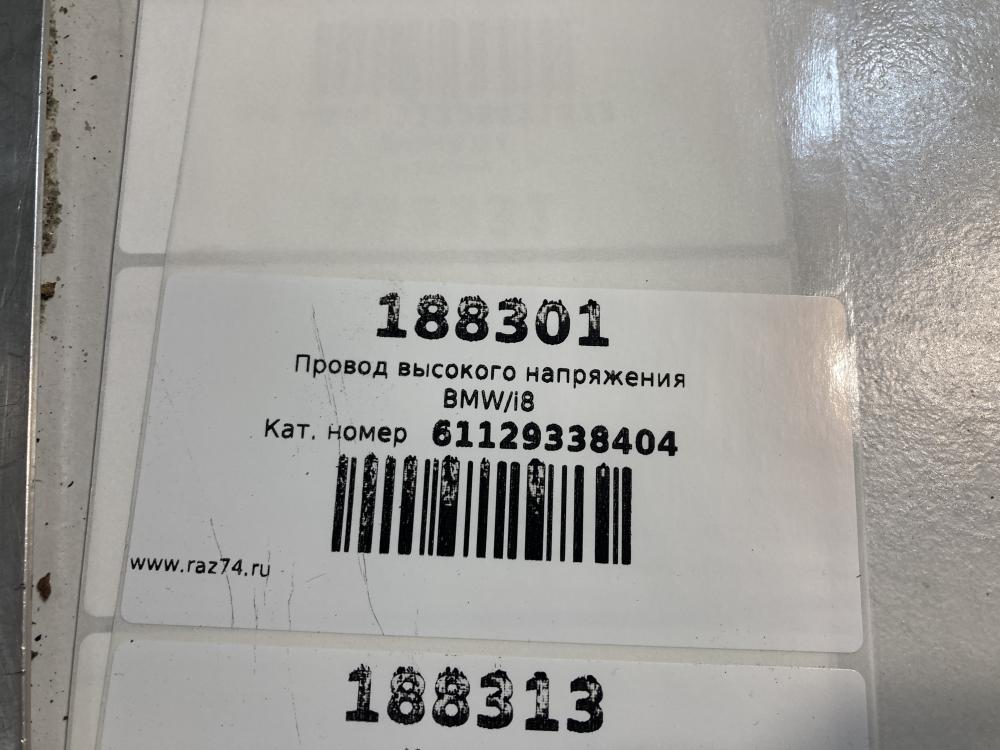 188301
Провод высокого напряжения
BMW/i8
Кат. номер 61129338404
www.raz74.ru
188313